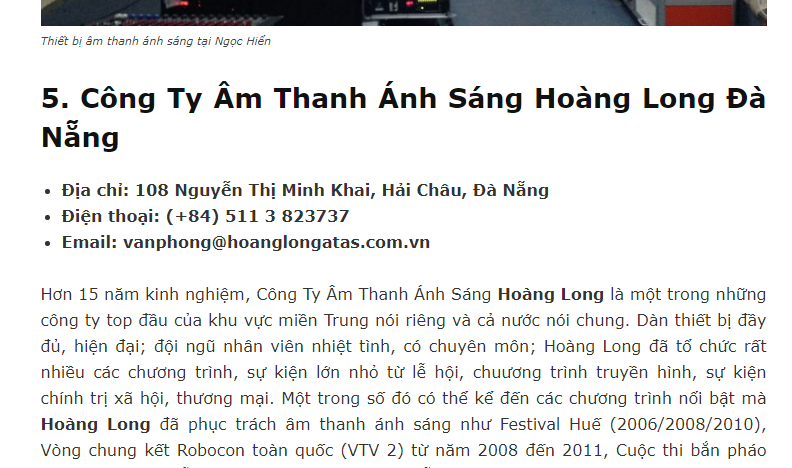 Thiết bị âm thanh ánh sáng tại Ngọc Hiển
5. Công Ty Âm Thanh Ánh Sáng Hoàng Long Đà
Nẵng
• Địa chỉ: 108 Nguyễn Thị Minh Khai, Hải Châu, Đà Nẵng
• Điện thoại: (+84) 511 3 823737
• Email: vanphong@hoanglongatas.com.vn
Hơn 15 năm kinh nghiệm, Công Ty Âm Thanh Ánh Sáng Hoàng Long là một trong những
công ty top đầu của khu vực miền Trung nói riêng và cả nước nói chung. Dàn thiết bị đầy
đủ, hiện đại; đội ngũ nhân viên nhiệt tình, có chuyên môn; Hoàng Long đã tổ chức rất
nhiều các chương trình, sự kiện lớn nhỏ từ lễ hội, chuương trình truyền hình, sự kiện
chính trị xã hội, thương mại. Một trong số đó có thể kể đến các chương trình nổi bật mà
Hoàng Long đã phục trách âm thanh ánh sáng như Festival Huế (2006/2008/2010),
Vòng chung kết Robocon toàn quốc (VTV 2) từ năm 2008 đến 2011, Cuộc thi bắn pháo